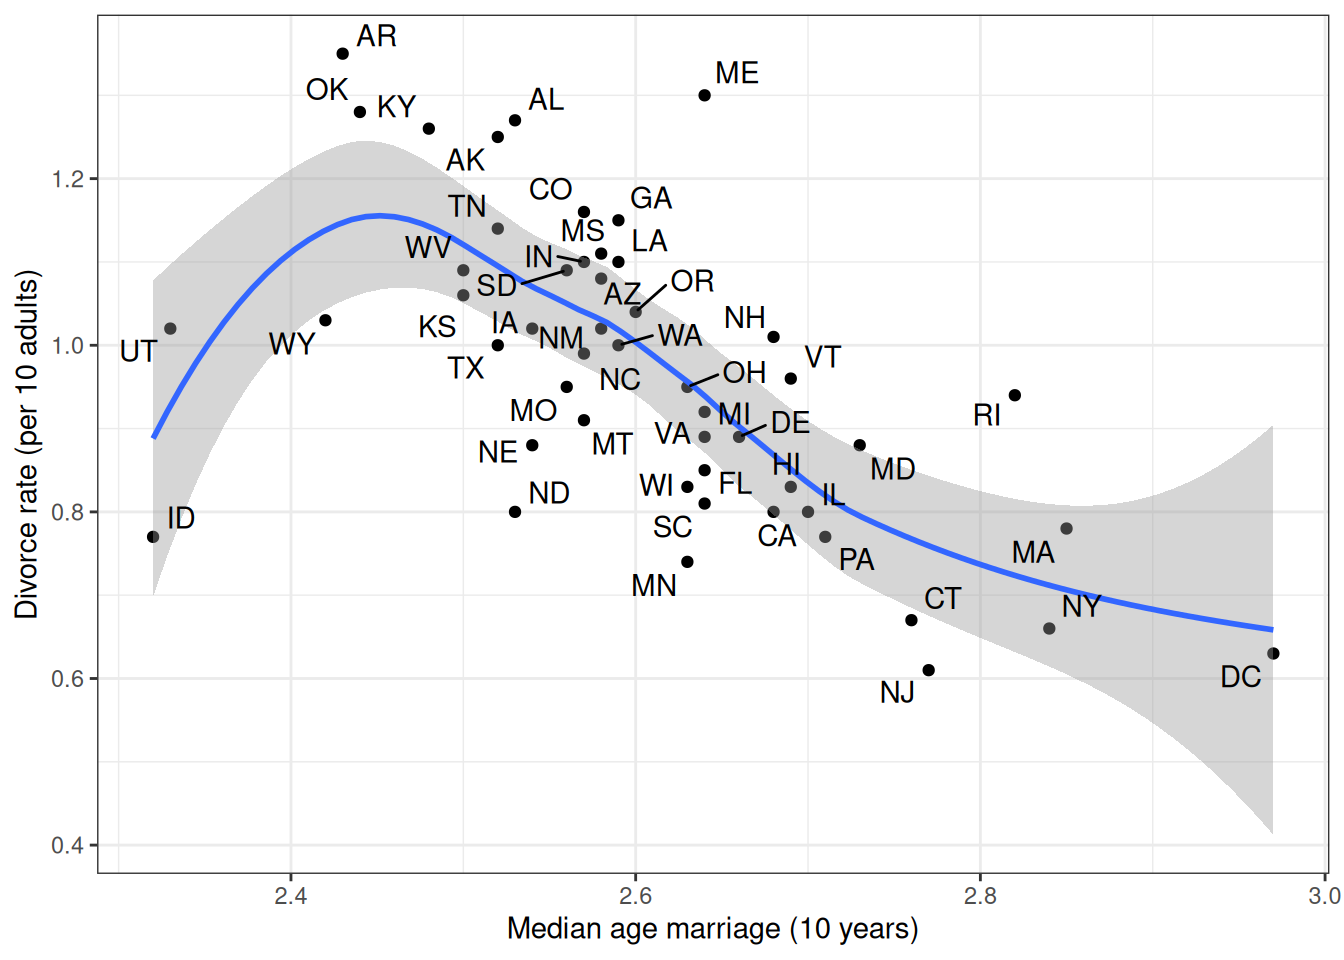 AR
ME
OK
KY
AL
AK
1.2
CO
GA
TN
MS
LA
WV
IN
SD
AZ
OR
KS
IA
NM
WA
NH
UT
WY
1.0
TX
NC
OH
VT
MO
MI
DE
RI
NE
MT
VA
HI
MD
ND
WI
FL
IL
ID
0.8
SC
CA
PA
MA
MN
CT
NY
0.6
NJ
DC
0.4
Divorce rate (per 10 adults)
2.4
2.6
2.8
3.0
Median age marriage (10 years)